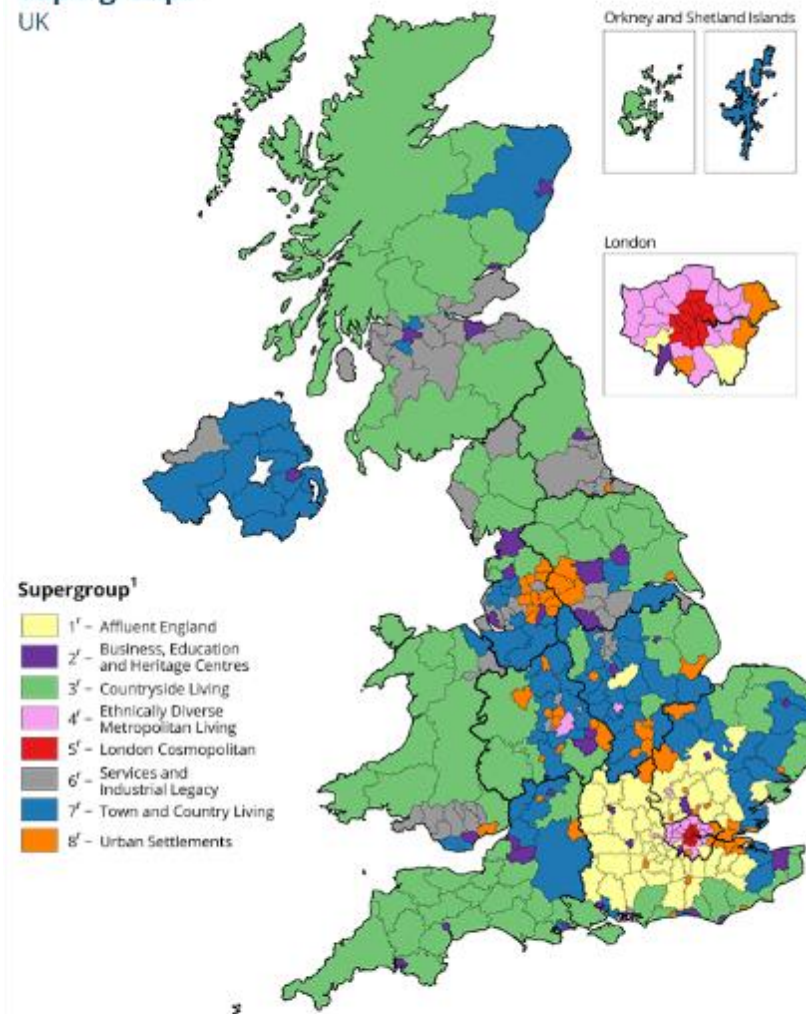 UK
Orkney and Shetland Islands
London
Supergroup¹
1ʳ – Affluent England
2ʳ – Business, Education
and Heritage Centres
3ʳ – Countryside Living
4ʳ – Ethnically Diverse
Metropolitan Living
5ʳ – London Cosmopolitan
6ʳ – Services and
Industrial Legacy
7ʳ – Town and Country Living
8ʳ – Urban Settlements